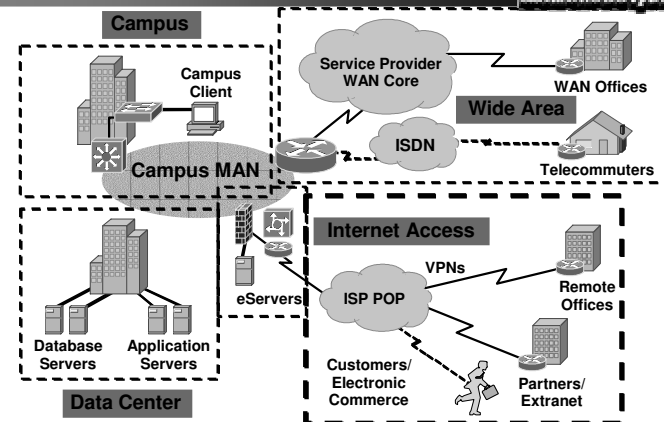 Campus
Campus
Client
Campus MAN
Service Provider
WAN Core
WAN Offices
Wide Area
ISDN
Telecommuters
Internet Access
eServers
ISP POP
VPNs
Remote
Offices
Database
Servers
Application
Servers
Data Center
Customers/
Electronic
Commerce
Partners/
Extranet